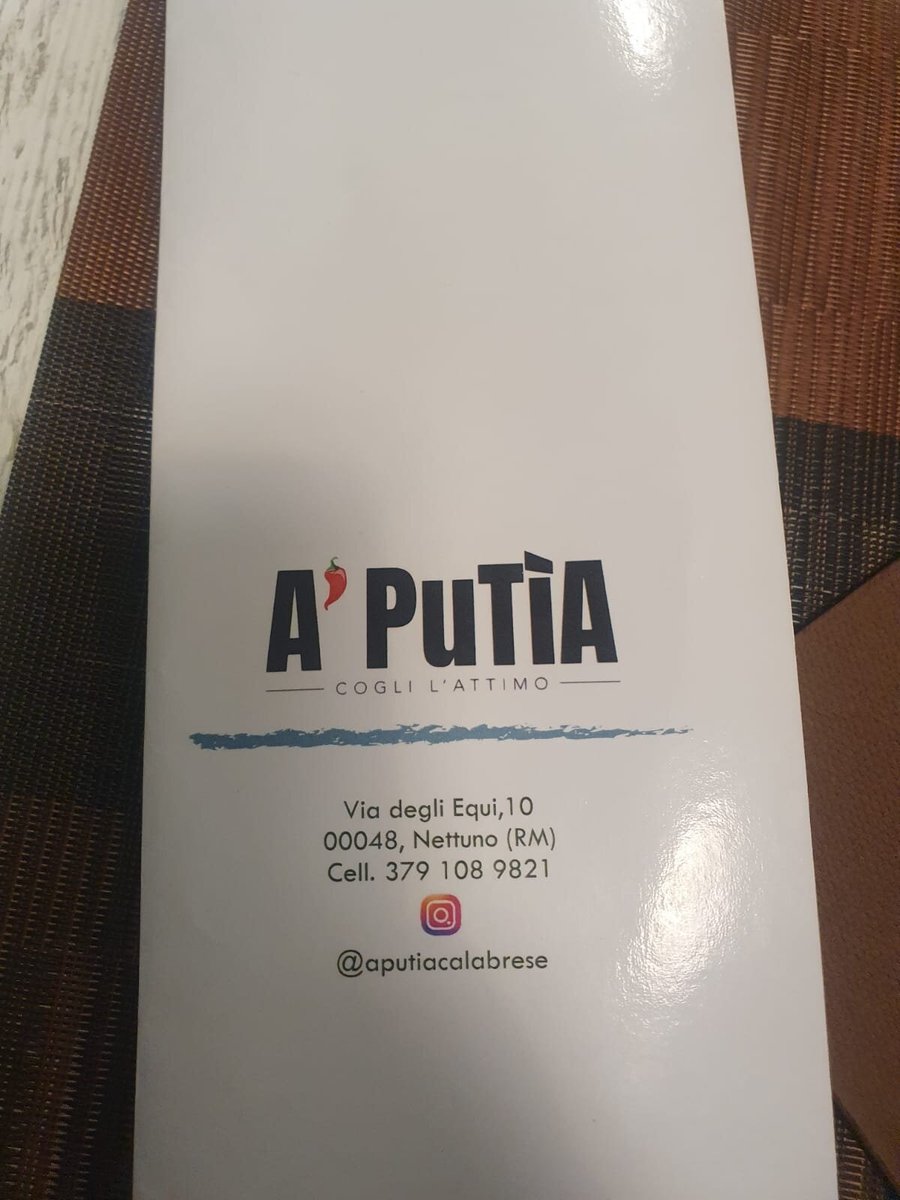 A' PuTìA
COGLI L'ATTIMO
Via degli Equi,10
00048, Nettuno (RM)
Cell. 379 108 9821
@aputiacalabrese